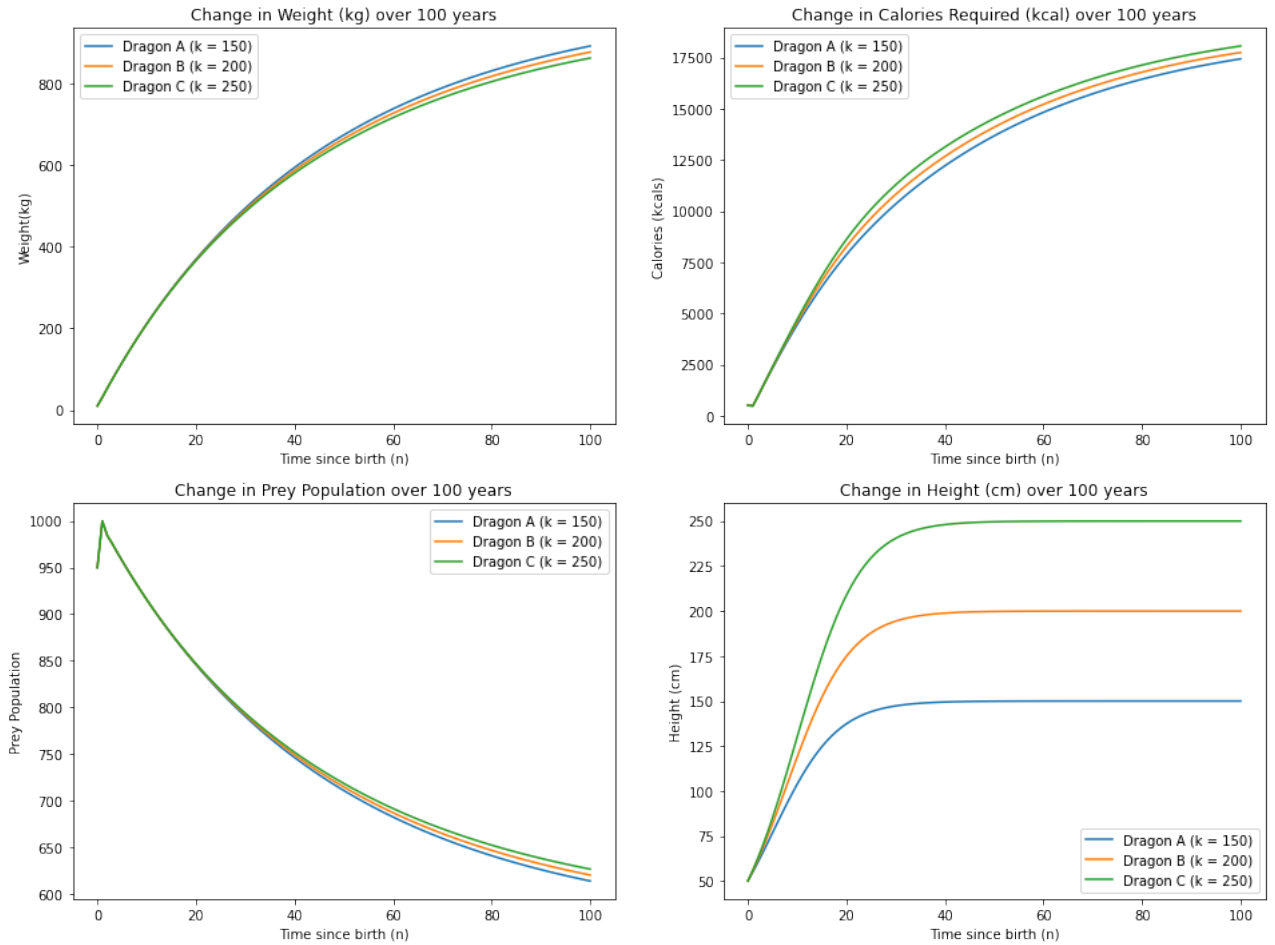 Change in Weight (kg) over 100 years
Dragon A (k = 150)
Dragon B (k = 200)
Dragon C (k = 250)
800
600
400
200
0
Weight(kg)
0 20 40 60 80 100
Time since birth (n)
Change in Calories Required (kcal) over 100 years
Dragon A (k = 150)
Dragon B (k = 200)
Dragon C (k = 250)
17500
15000
12500
10000
7500
5000
2500
0
Calories (kcals)
0 20 40 60 80 100
Time since birth (n)
Change in Prey Population over 100 years
Dragon A (k = 150)
Dragon B (k = 200)
Dragon C (k = 250)
1000
950
900
850
800
750
700
650
600
Prey Population
0 20 40 60 80 100
Time since birth (n)
Change in Height (cm) over 100 years
250
225
200
175
150
125
100
75
50
Height (cm)
Dragon A (k = 150)
Dragon B (k = 200)
Dragon C (k = 250)
0 20 40 60 80 100
Time since birth (n)